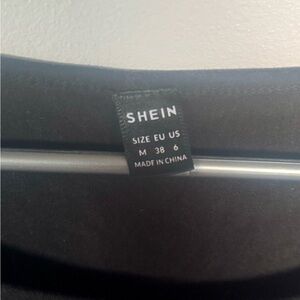 SHEIN
SIZE EU US
M 38 6
MADE IN CHINA